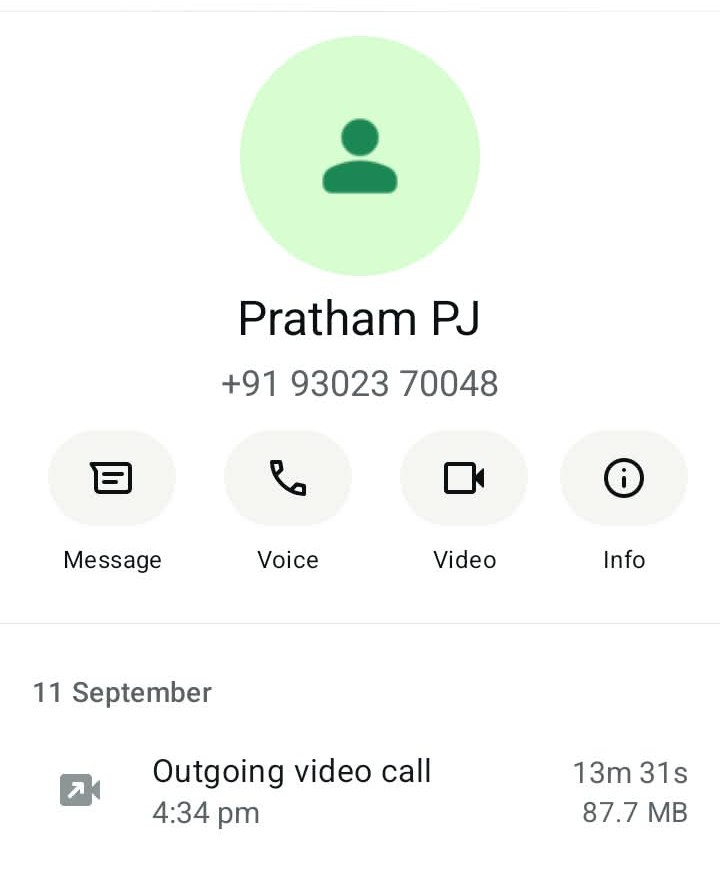 Pratham PJ
+91 93023 70048
Message Voice Video Info
11 September
Outgoing video call 13m 31s
4:34 pm 87.7 MB